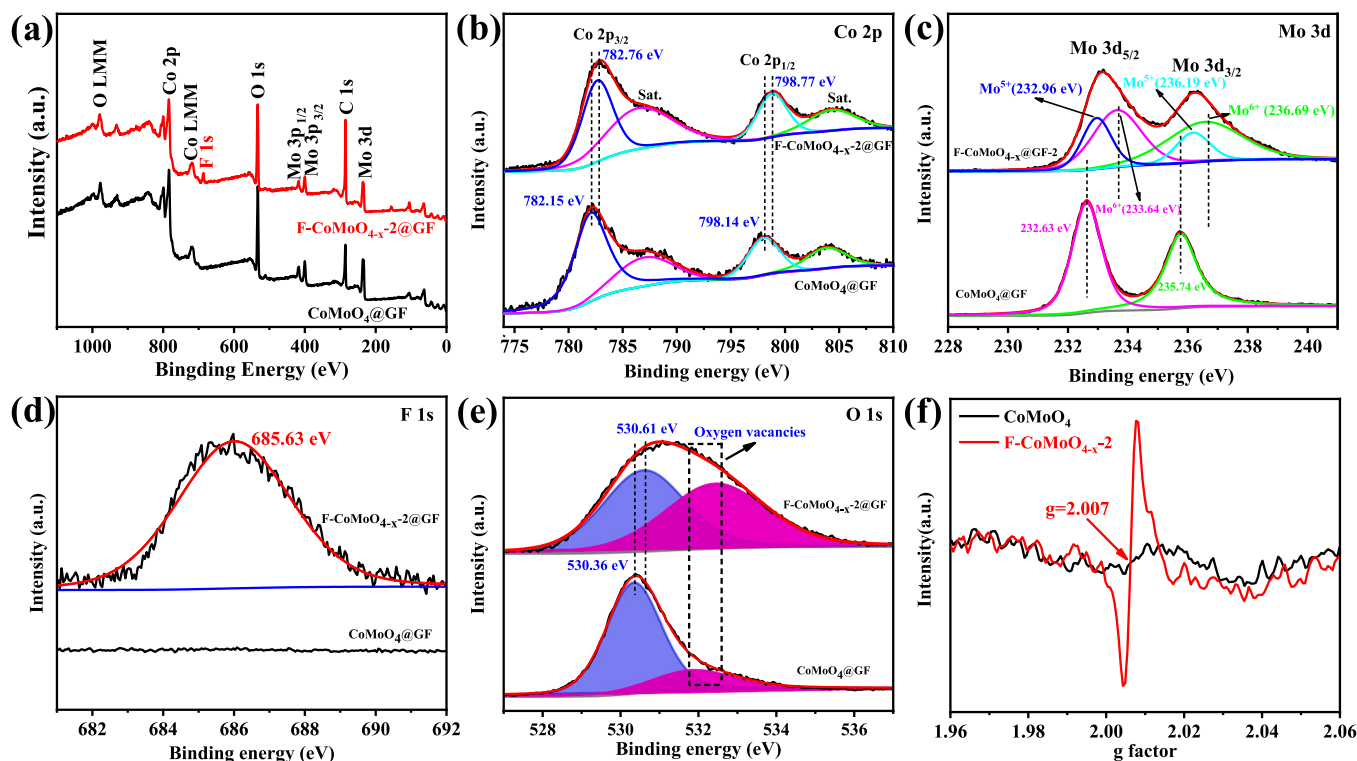 (a)
Intensity (a.u.)
O LMM
Co 2p
Co LMM
F 1s
O 1s
Mo 3p1/2
Mo 3p3/2
C 1s
Mo 3d
F-CoMoO4-x-2@GF
CoMoO4@GF
1000 800 600 400 200 0
Bingding Energy (eV)
(b)
Co 2p
Intensity (a.u.)
Co 2p3/2
782.76 eV
Sat.
Co 2p1/2
798.77 eV
Sat.
F-CoMoO4-x-2@GF
782.15 eV
798.14 eV
CoMoO4@GF
775 780 785 790 795 800 805 810
Binding energy (eV)
(c)
Mo 3d
Intensity (a.u.)
Mo 3d5/2
Mo 3d3/2
Mo5+(232.96 eV)
Mo5+(236.19 eV)
Mo6+(236.69 eV)
F-CoMoO4-x@GF-2
Mo6+(233.64 eV)
232.63 eV
235.74 eV
CoMoO4@GF
228 230 232 234 236 238 240
Binding energy (eV)
(d)
F 1s
Intensity (a.u.)
685.63 eV
F-CoMoO4-x-2@GF
CoMoO4@GF
682 684 686 688 690 692
Binding energy (eV)
(e)
O 1s
Intensity (a.u.)
530.61 eV
Oxygen vacancies
F-CoMoO4-x-2@GF
530.36 eV
CoMoO4@GF
528 530 532 534 536
Binding energy (eV)
(f)
Intensity(a.u.)
CoMoO4
F-CoMoO4-x-2
g=2.007
1.96 1.98 2.00 2.02 2.04 2.06
g factor